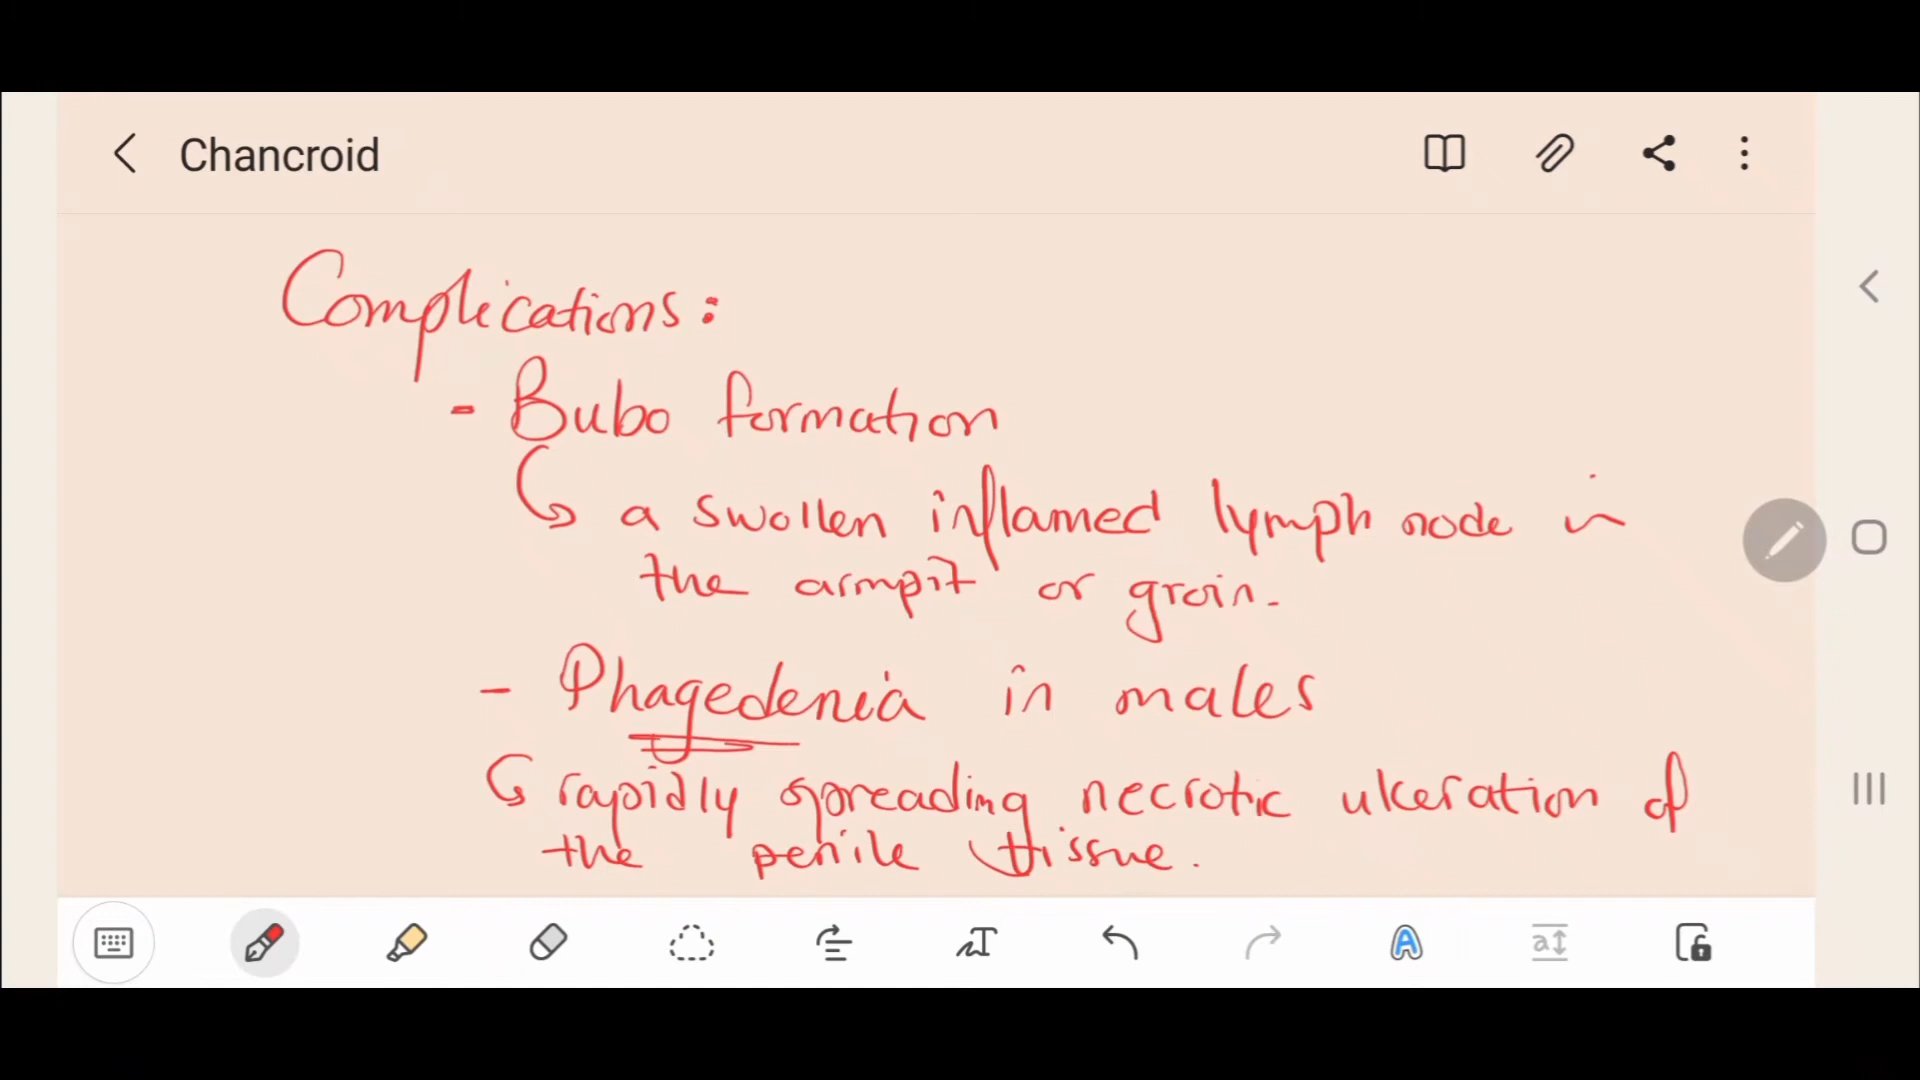 Chancroid
Complications:
- Bubo formation
a swollen inflamed lymph node in
the armpit or groin.
- Phagedenia in males
rapidly spreading necrotic ulceration of
the penile tissue.